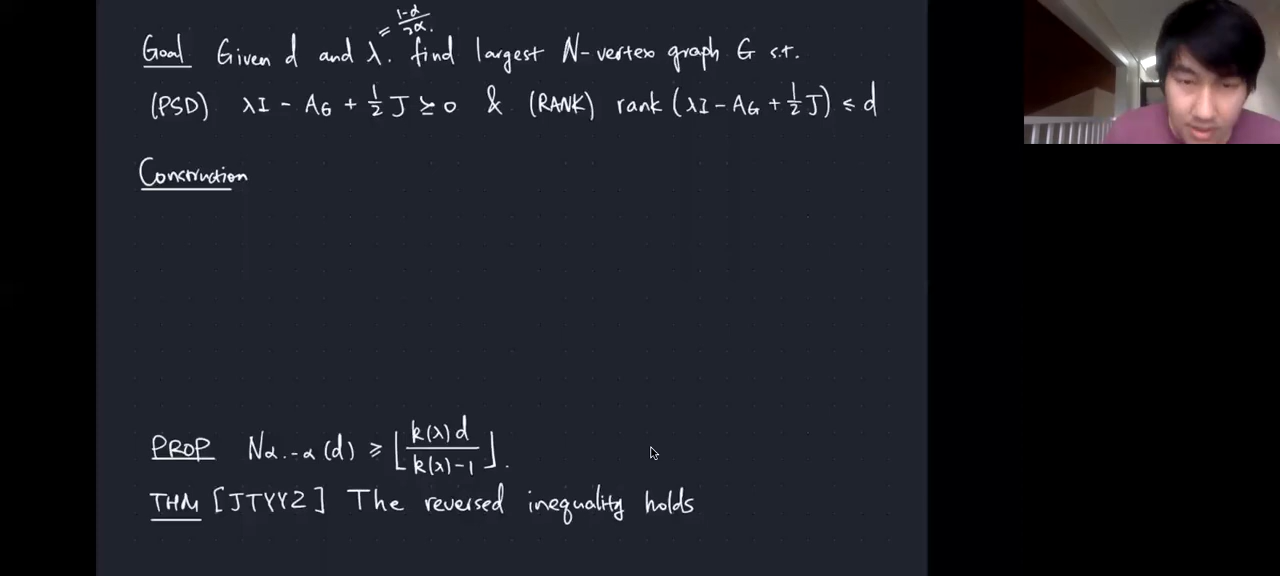 Goal Given d and λ = 1-α/2α. find largest N-vertex graph G s.t.
(PSD) λI - A_G + 1/2 J ≽ 0 & (RANK) rank (λI - A_G + 1/2 J) ≤ d
Construction
PROP N_{α,-α}(d) ≥ ⌊k(λ)d / k(λ)-1⌋.
THM [JTYYZ] The reversed inequality holds